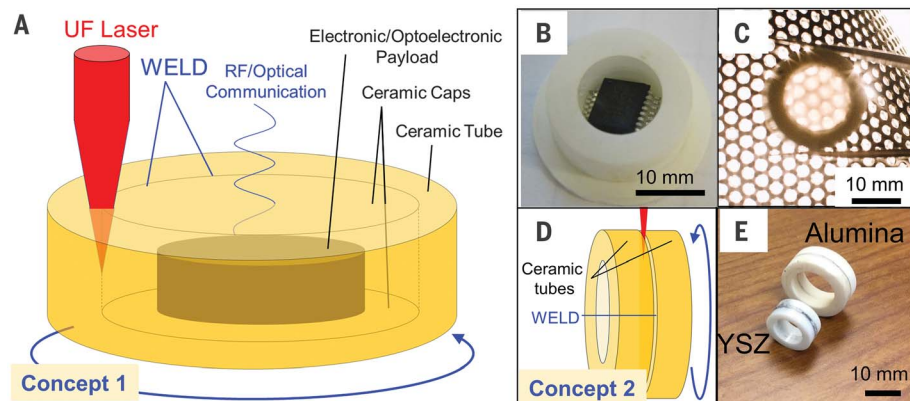 A
UF Laser
WELD
RF/Optical
Communication
Electronic/Optoelectronic
Payload
Ceramic Caps
Ceramic Tube
Concept 1
B
10 mm
C
10 mm
D
Ceramic
tubes
WELD
Concept 2
E
Alumina
YSZ
10 mm